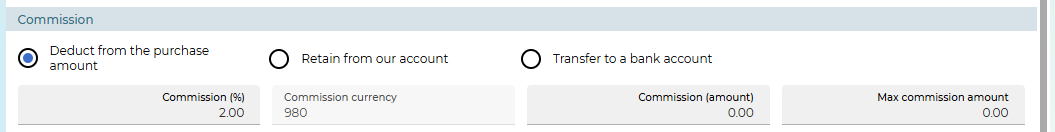 Commission
Deduct from the purchase
amount
Retain from our account
Transfer to a bank account
Commission (%)
2.00
Commission currency
980
Commission (amount)
0.00
Max commission amount
0.00